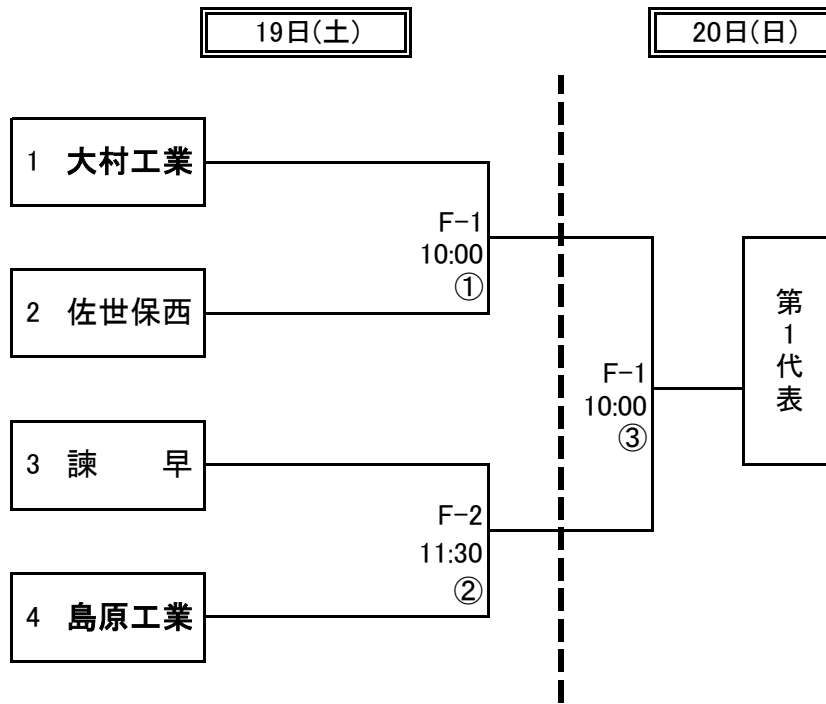 19日(土)
20日(日)
1 大村工業
F-1
10:00
①
2 佐世保西
3 諫 早
F-2
11:30
②
4 島原工業
F-1
10:00
③
第1代表